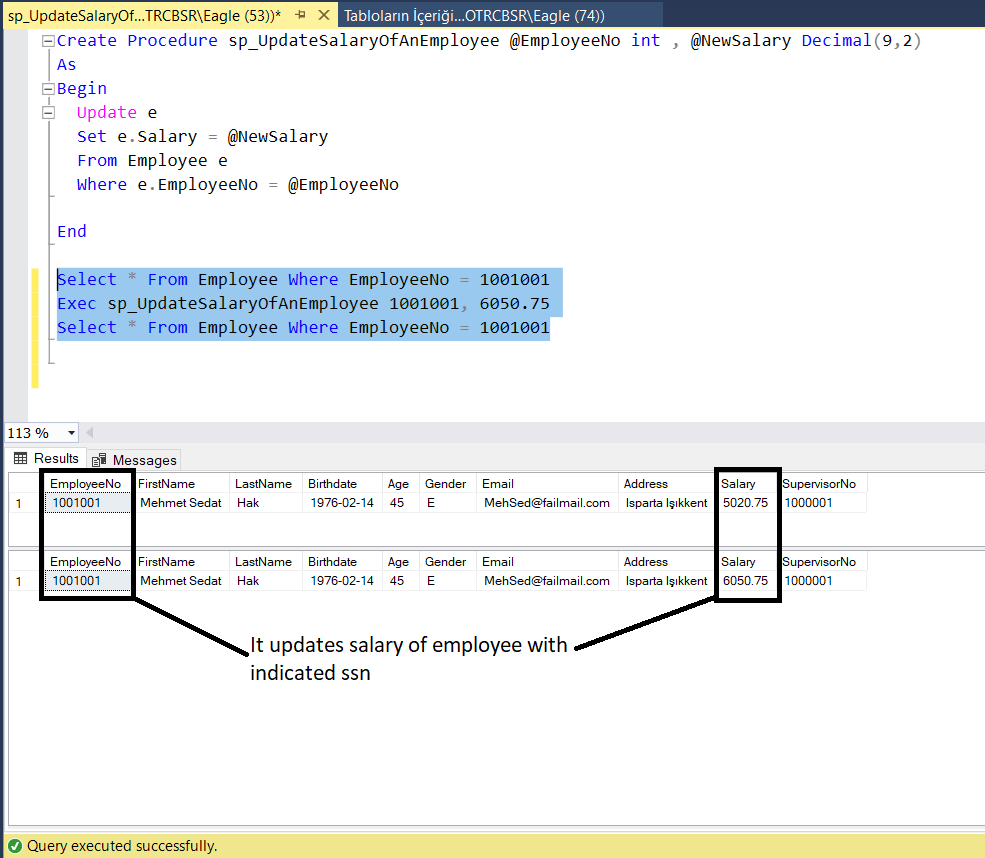 sp_UpdateSalaryOf...TRCBSR\Eagle (53))* Tabloların İçeriği...OTRCBSR\Eagle (74))
Create Procedure sp_UpdateSalaryOfAnEmployee @EmployeeNo int , @NewSalary Decimal(9,2)
As
Begin
Update e
Set e.Salary = @NewSalary
From Employee e
Where e.EmployeeNo = @EmployeeNo
End
Select * From Employee Where EmployeeNo = 1001001
Exec sp_UpdateSalaryOfAnEmployee 1001001, 6050.75
Select * From Employee Where EmployeeNo = 1001001
113 %
Results Messages
EmployeeNo FirstName LastName Birthdate Age Gender Email Address Salary SupervisorNo
1 1001001 Mehmet Sedat Hak 1976-02-14 45 E MehSed@failmail.com Isparta Işıkkent 5020.75 1000001
EmployeeNo FirstName LastName Birthdate Age Gender Email Address Salary SupervisorNo
1 1001001 Mehmet Sedat Hak 1976-02-14 45 E MehSed@failmail.com Isparta Işıkkent 6050.75 1000001
It updates salary of employee with
indicated ssn
Query executed successfully.